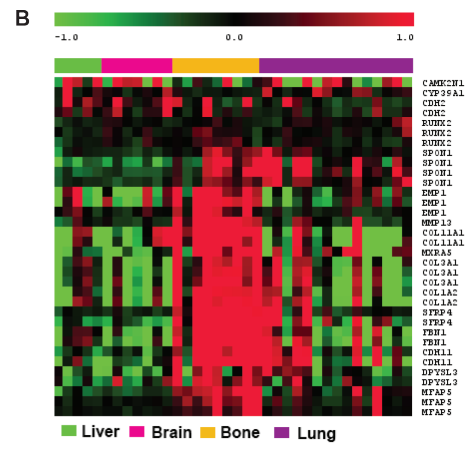 B
-1.0 0.0 1.0
CAMK2N1
CYP39A1
CDH2
CDH2
RUNX2
RUNX2
RUNX2
SPON1
SPON1
SPON1
SPON1
EMP1
EMP1
EMP1
MMP13
COL11A1
COL11A1
MXRA5
COL3A1
COL3A1
COL3A1
COL1A2
COL1A2
SFRP4
SFRP4
FBN1
FBN1
CDH11
CDH11
DPYSL3
DPYSL3
MFAP5
MFAP5
MFAP5
Liver Brain Bone Lung